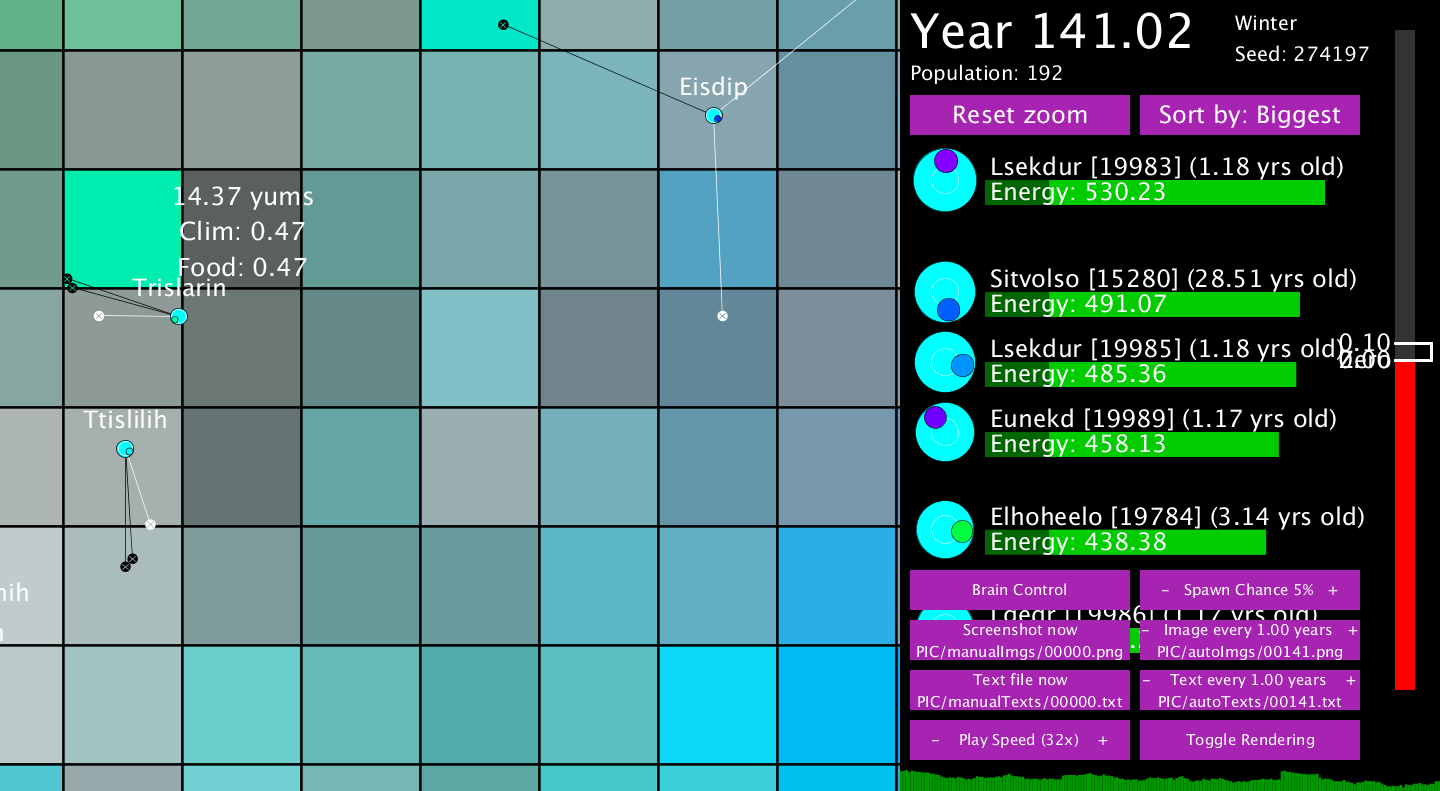 Eisdip
14.37 yums
Clim: 0.47
Food: 0.47
Trislarin
Ttislilih
Year 141.02
Winter
Seed: 274197
Population: 192
Reset zoom
Sort by: Biggest
Lsekdur [19983] (1.18 yrs old)
Energy: 530.23
Sitvolso [15280] (28.51 yrs old)
Energy: 491.07
Lsekdur [19985] (1.18 yrs old)
Energy: 485.36
0.10
Eunekd [19989] (1.17 yrs old)
Energy: 458.13
Elhoheelo [19784] (3.14 yrs old)
Energy: 438.38
Brain Control
- Spawn Chance 5% +
[19986] (1.17 yrs old)
Screenshot now
PIC/manualImgs/00000.png
- Image every 1.00 years +
PIC/autoImgs/00141.png
Text file now
PIC/manualTexts/00000.txt
- Text every 1.00 years +
PIC/autoTexts/00141.txt
- Play Speed (32x) +
Toggle Rendering